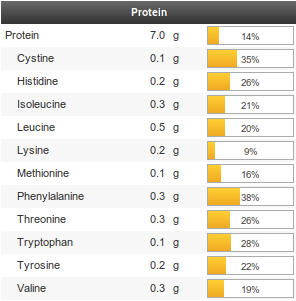 Protein
Protein 7.0 g 14%
Cystine 0.1 g 35%
Histidine 0.2 g 26%
Isoleucine 0.3 g 21%
Leucine 0.5 g 20%
Lysine 0.2 g 9%
Methionine 0.1 g 16%
Phenylalanine 0.3 g 38%
Threonine 0.3 g 26%
Tryptophan 0.1 g 28%
Tyrosine 0.2 g 22%
Valine 0.3 g 19%